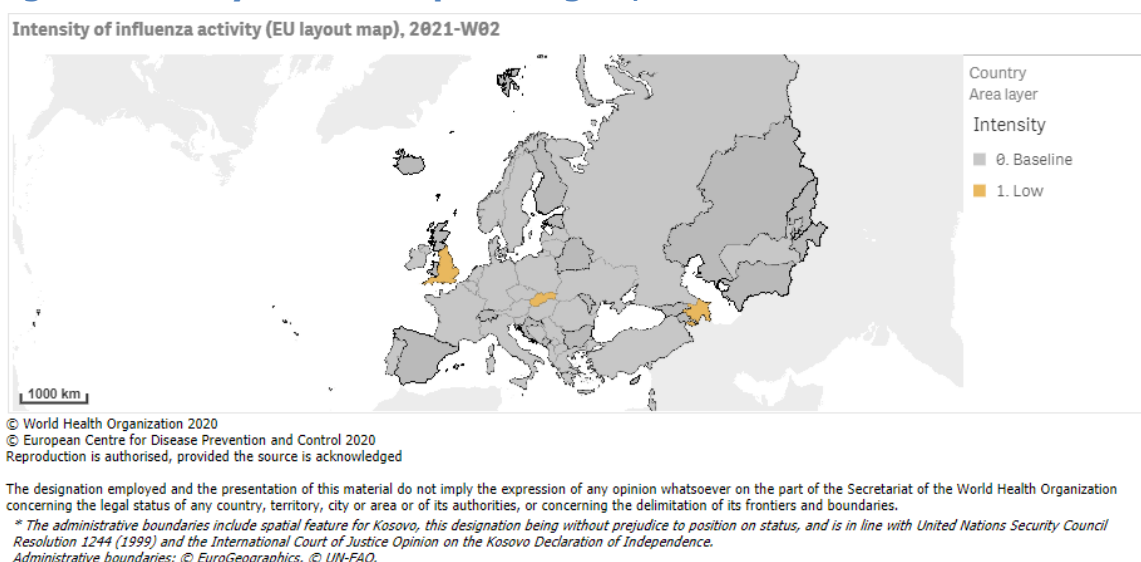 Intensity of influenza activity (EU layout map), 2021-W02
Country
Area layer
Intensity
0. Baseline
1. Low
1000 km
© World Health Organization 2020
© European Centre for Disease Prevention and Control 2020
Reproduction is authorised, provided the source is acknowledged
The designation employed and the presentation of this material do not imply the expression of any opinion whatsoever on the part of the Secretariat of the World Health Organization
concerning the legal status of any country, territory, city or area or of its authorities, or concerning the delimitation of its frontiers and boundaries.
* The administrative boundaries include spatial feature for Kosovo, this designation being without prejudice to position on status, and is in line with United Nations Security Council
Resolution 1244 (1999) and the International Court of Justice Opinion on the Kosovo Declaration of Independence.
Administrative boundaries: © EuroGeographics, © UN-FAO.